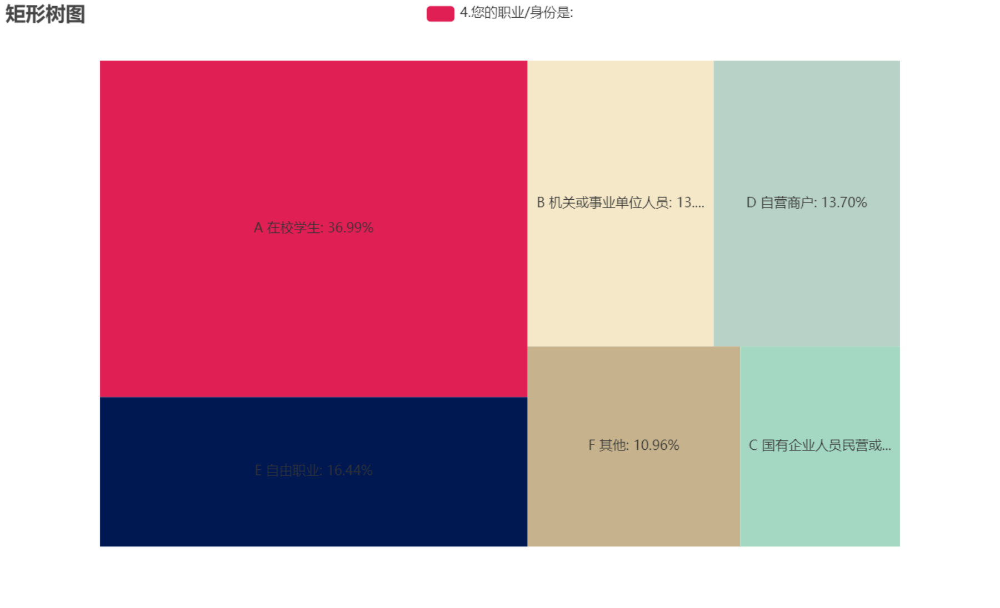 矩形树图
4.您的职业/身份是:
A 在校学生: 36.99%
B 机关或事业单位人员: 13....
D 自营商户: 13.70%
E 自由职业: 16.44%
F 其他: 10.96%
C 国有企业人员民营或...